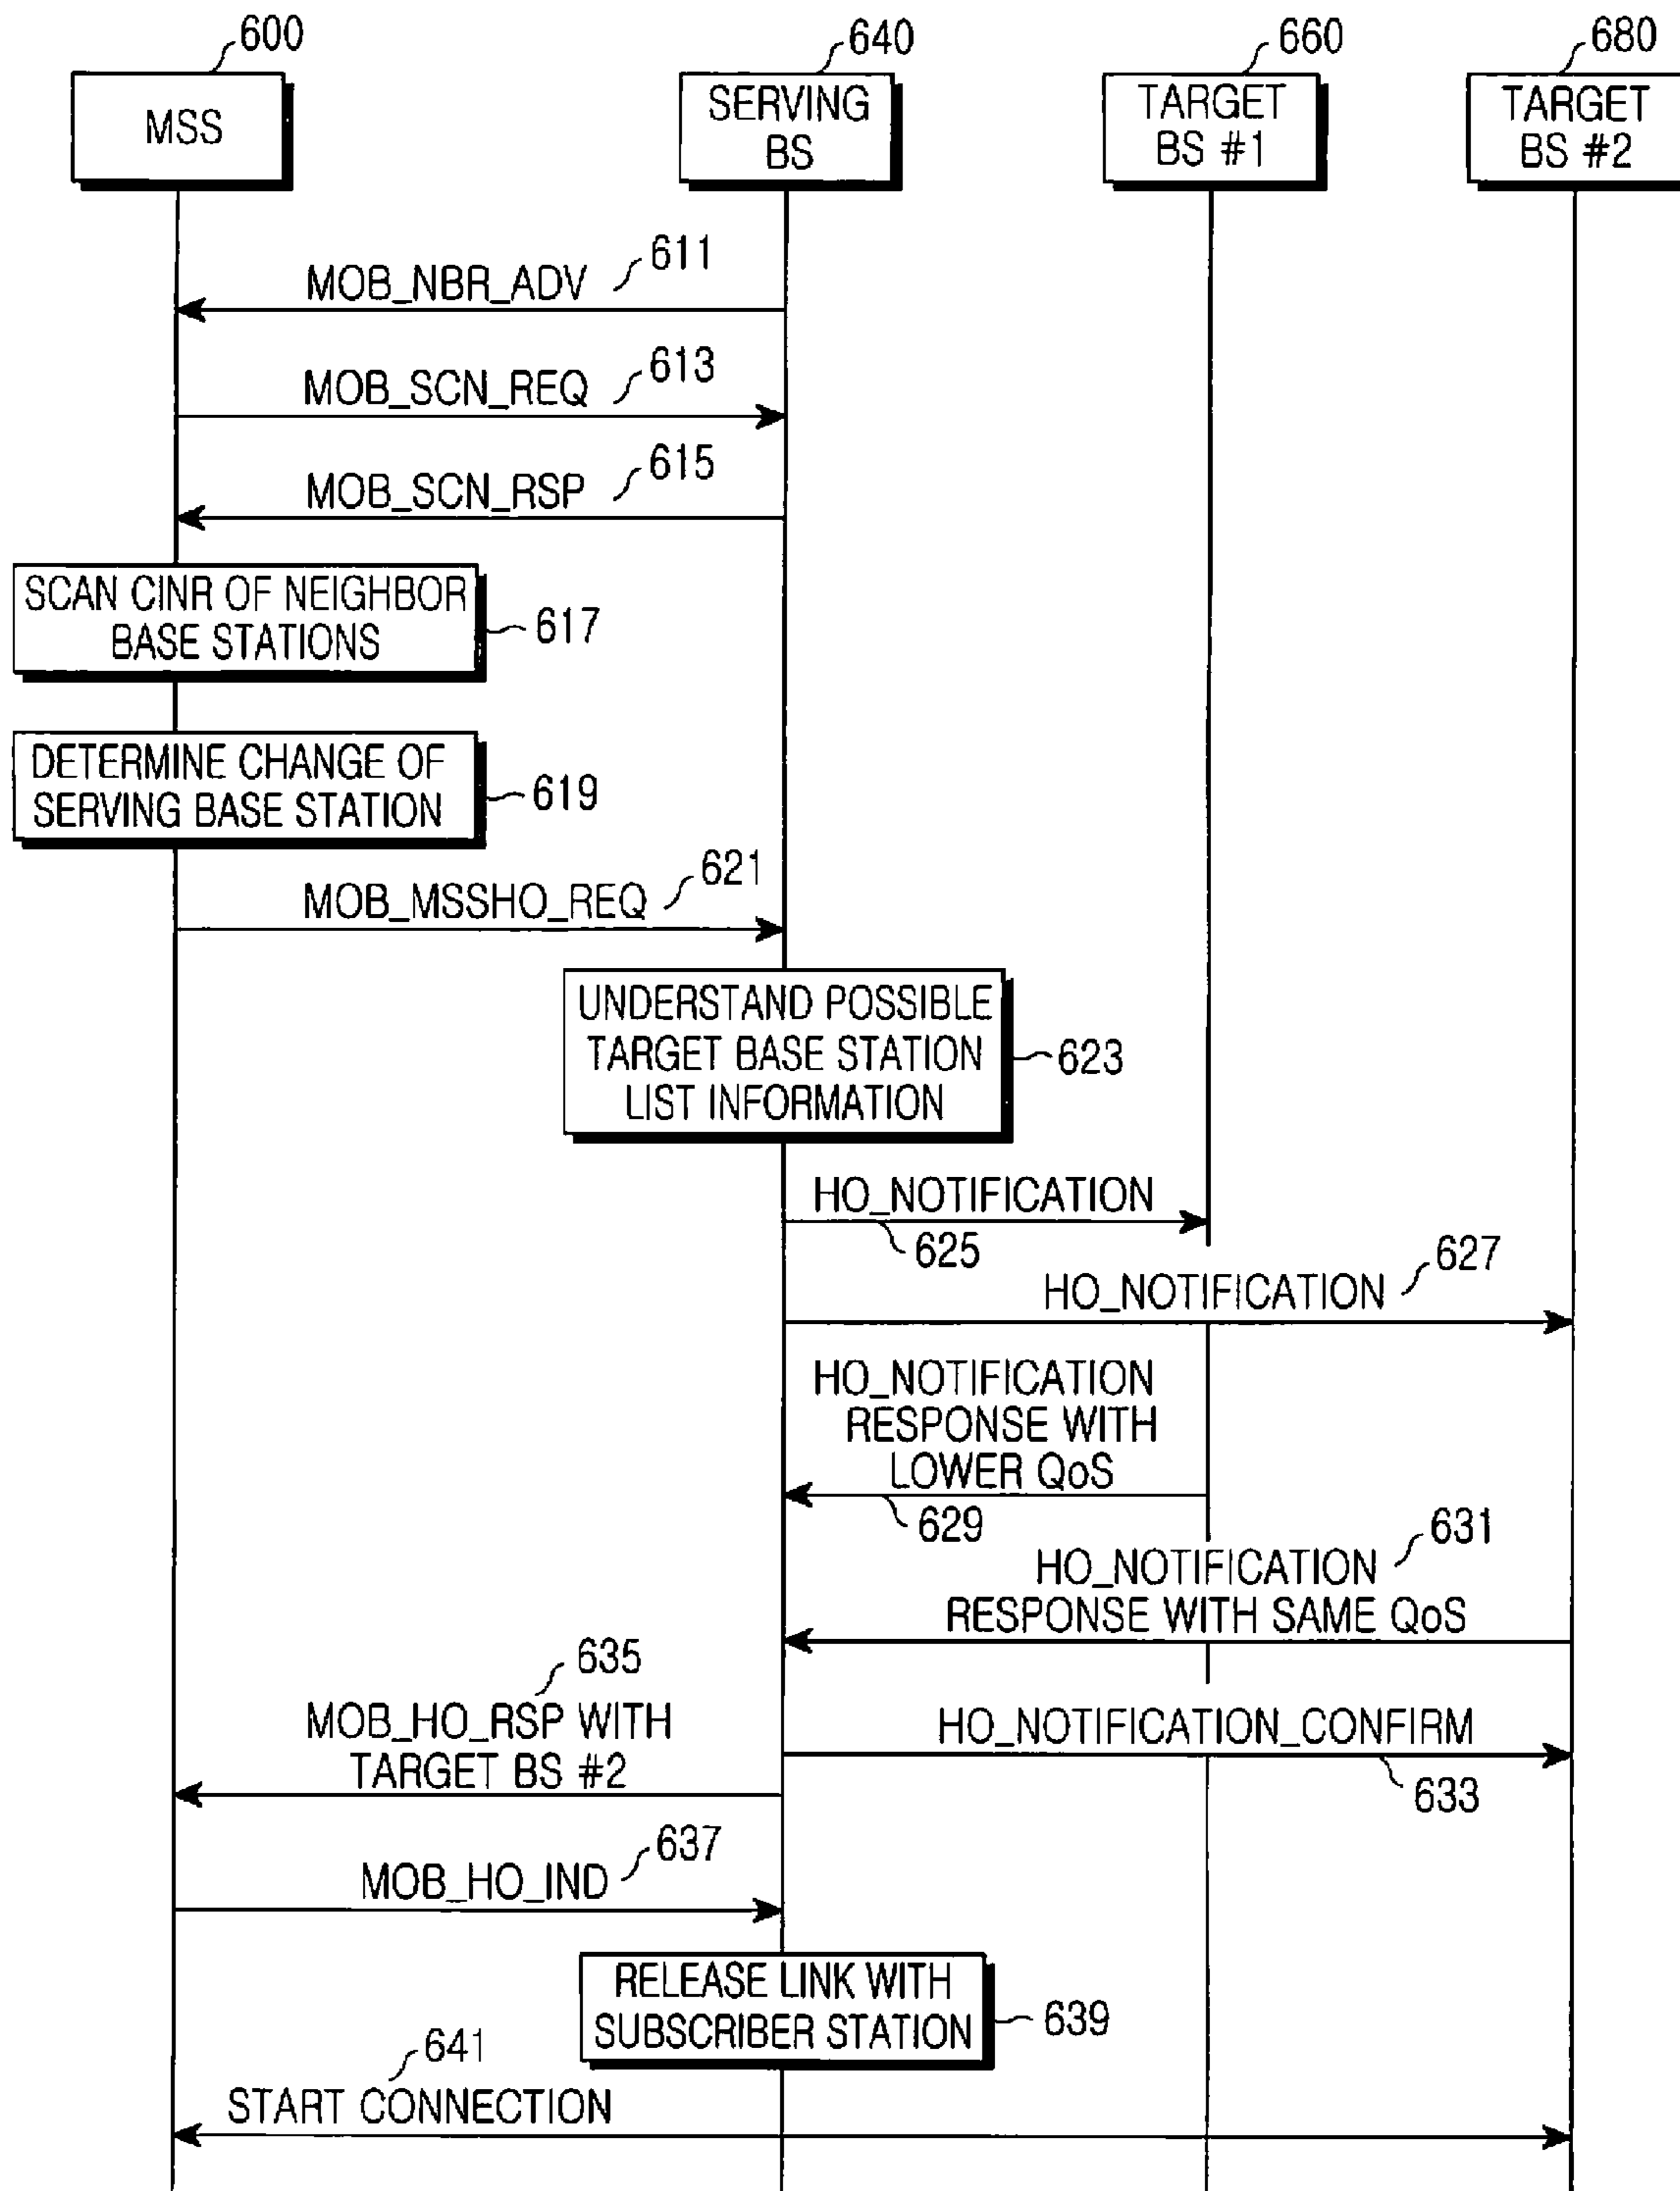 600
640
660
680
MSS
SERVING
BS
TARGET
BS #1
TARGET
BS #2
611
MOB_NBR_ADV
613
MOB_SCN_REQ
615
MOB_SCN_RSP
SCAN CINR OF NEIGHBOR
BASE STATIONS
617
DETERMINE CHANGE OF
SERVING BASE STATION
619
621
MOB_MSSHO_REQ
UNDERSTAND POSSIBLE
TARGET BASE STATION
LIST INFORMATION
623
HO_NOTIFICATION
625
627
HO_NOTIFICATION
HO_NOTIFICATION
RESPONSE WITH
LOWER QoS
629
631
HO_NOTIFICATION
RESPONSE WITH SAME QoS
635
MOB_HO_RSP WITH
TARGET BS #2
HO_NOTIFICATION_CONFIRM
633
637
MOB_HO_IND
RELEASE LINK WITH
SUBSCRIBER STATION
639
641
START CONNECTION